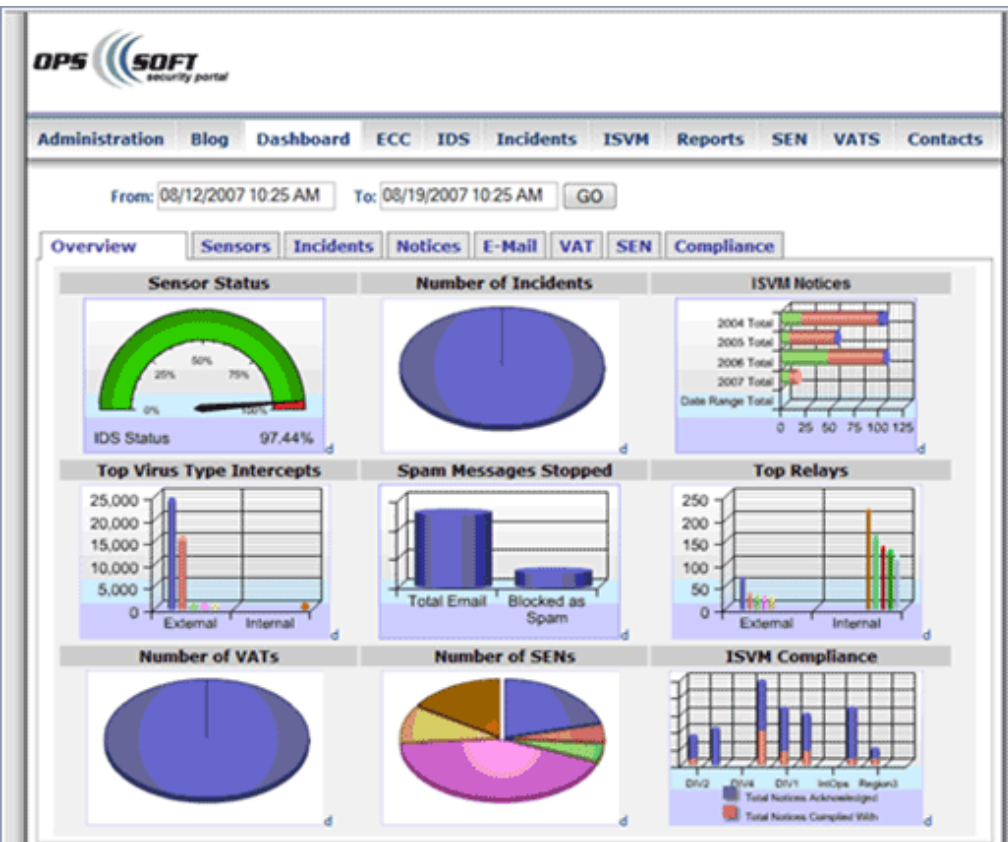 OPS SOFT
security portal
Administration Blog Dashboard ECC IDS Incidents ISVM Reports SEN VATS Contacts
From: 08/12/2007 10:25 AM To: 08/19/2007 10:25 AM GO
Overview Sensors Incidents Notices E-Mail VAT SEN Compliance
Sensor Status Number of Incidents ISVM Notices
0% 25% 50% 75% 100%
IDS Status 97.44%
d
d
2004 Total
2005 Total
2006 Total
2007 Total
Date Range Total
0 25 50 75 100 125
d
Top Virus Type Intercepts Spam Messages Stopped Top Relays
25,000
20,000
15,000
10,000
5,000
0
External Internal
d
Total Email Blocked as
Spam
d
250
200
150
100
50
0
External Internal
d
Number of VATs Number of SENs ISVM Compliance
d
d
DIV2 DIV4 DIV1 IntOps Region3
Total Notices Acknowledged
Total Notices Complied With
d